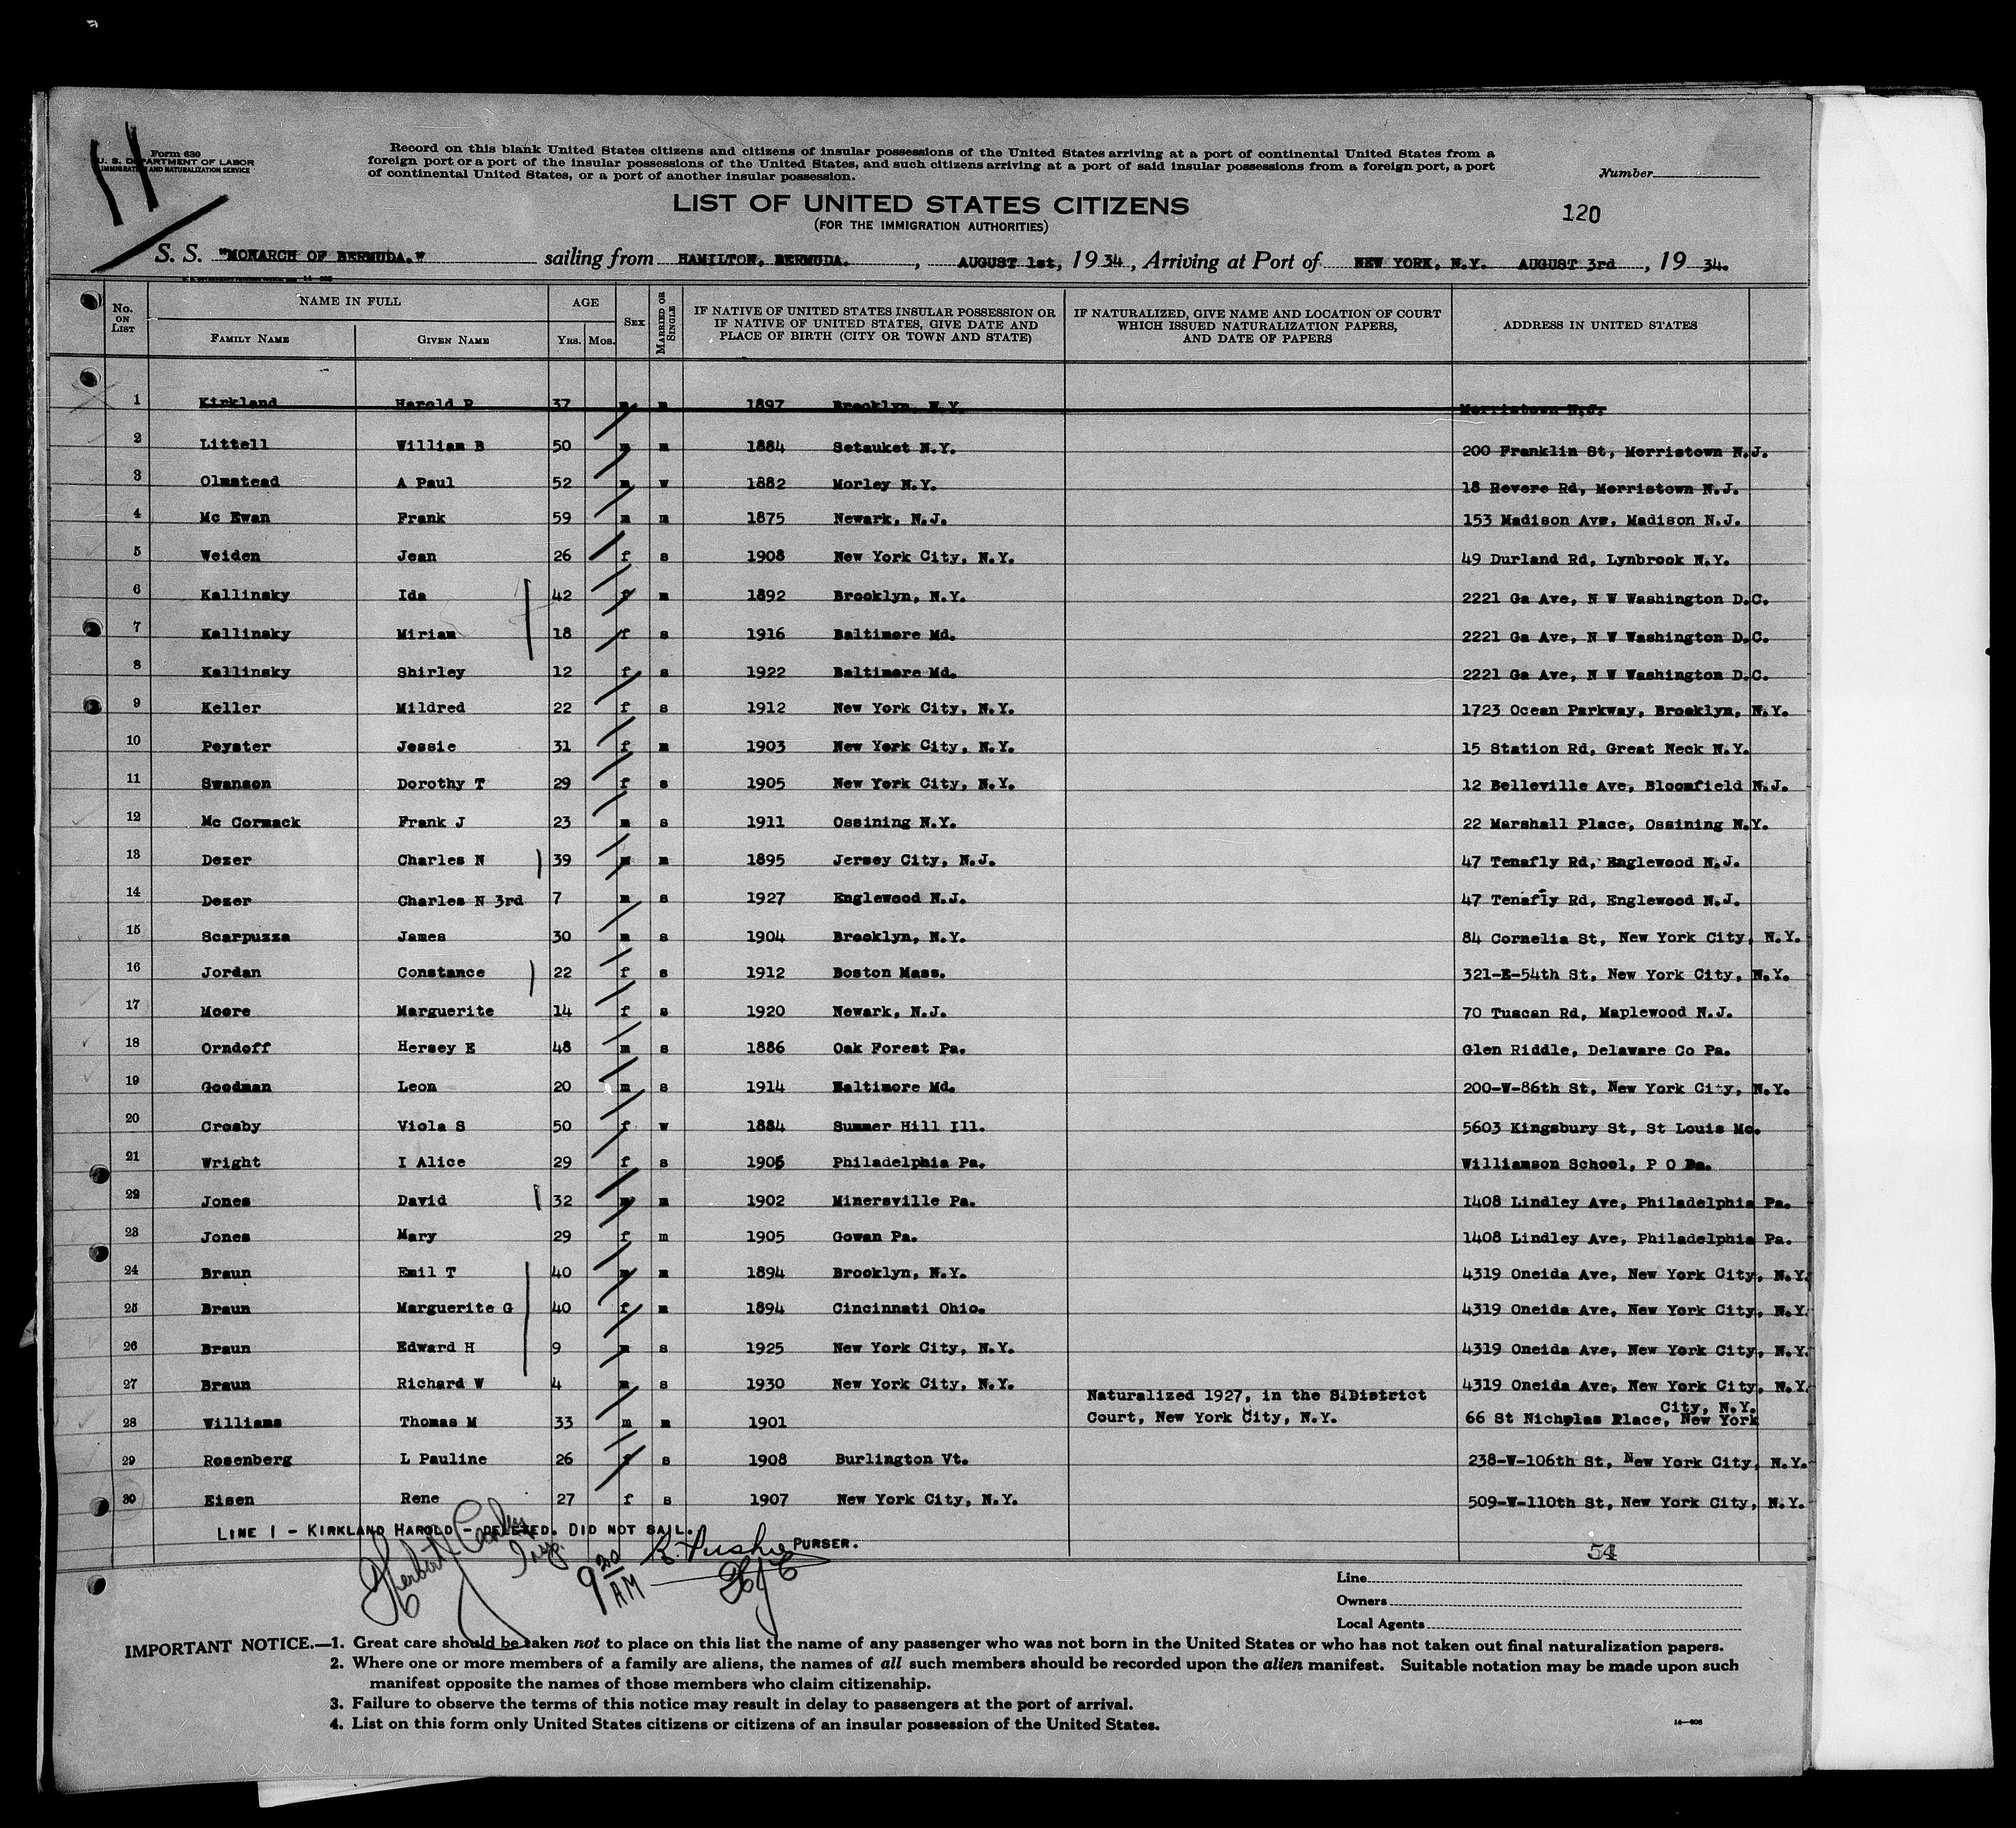 Form 630
U. S. DEPARTMENT OF LABOR
IMMIGRATION AND NATURALIZATION SERVICE
Record on this blank United States citizens and citizens of insular possessions of the United States arriving at a port of continental United States from a
foreign port or a port of the insular possessions of the United States, and such citizens arriving at a port of said insular possessions from a foreign port, a port
of continental United States, or a port of another insular possession.
Number
LIST OF UNITED STATES CITIZENS
(FOR THE IMMIGRATION AUTHORITIES)
120
S. S. "MONARCH OF BERMUDA." sailing from HAMILTON, BERMUDA. , AUGUST 1st, 19 34, Arriving at Port of NEW YORK, N.Y. AUGUST 3rd , 19 34.
No. ON LIST NAME IN FULL FAMILY NAME GIVEN NAME AGE YRS. MOS. SEX MARRIED OR SINGLE IF NATIVE OF UNITED STATES INSULAR POSSESSION OR IF NATIVE OF UNITED STATES, GIVE DATE AND PLACE OF BIRTH (CITY OR TOWN AND STATE) IF NATURALIZED, GIVE NAME AND LOCATION OF COURT WHICH ISSUED NATURALIZATION PAPERS, AND DATE OF PAPERS ADDRESS IN UNITED STATES
1 Kirkland Harold R 37 m m 1897 Brooklyn, N.Y. Morristown N.J.
2 Littell William B 50 m m 1884 Setauket N.Y. 200 Franklin St, Morristown N.J.
3 Olmstead A Paul 52 m w 1882 Morley N.Y. 18 Revere Rd, Morristown N.J.
4 Mc Ewan Frank 59 m m 1875 Newark, N.J. 153 Madison Ave, Madison N.J.
5 Weiden Jean 26 f s 1908 New York City, N.Y. 49 Durland Rd, Lynbrook N.Y.
6 Kallinsky Ida 42 f m 1892 Brooklyn, N.Y. 2221 Ga Ave, N W Washington D.C.
7 Kallinsky Miriam 18 f s 1916 Baltimore Md. 2221 Ga Ave, N W Washington D.C.
8 Kallinsky Shirley 12 f s 1922 Baltimore Md. 2221 Ga Ave, N W Washington D.C.
9 Keller Mildred 22 f s 1912 New York City, N.Y. 1723 Ocean Parkway, Brooklyn, N.Y.
10 Peyster Jessie 31 f m 1903 New York City, N.Y. 15 Station Rd, Great Neck N.Y.
11 Swanson Dorothy T 29 f s 1905 New York City, N.Y. 12 Belleville Ave, Bloomfield N.J.
12 Mc Cormack Frank J 23 m s 1911 Ossining N.Y. 22 Marshall Place, Ossining N.Y.
13 Dezer Charles N 39 m m 1895 Jersey City, N.J. 47 Tenafly Rd, Englewood N.J.
14 Dezer Charles N 3rd 7 m s 1927 Englewood N.J. 47 Tenafly Rd, Englewood N.J.
15 Scarpuzza James 30 m s 1904 Brooklyn, N.Y. 84 Cornelia St, New York City, N.Y.
16 Jordan Constance 22 f s 1912 Boston Mass. 321-E-54th St, New York City, N.Y.
17 Moore Marguerite 14 f s 1920 Newark, N.J. 70 Tuscan Rd, Maplewood N.J.
18 Orndoff Hersey E 48 m s 1886 Oak Forest Pa. Glen Riddle, Delaware Co Pa.
19 Goodman Leon 20 m s 1914 Baltimore Md. 200-W-86th St, New York City, N.Y.
20 Crosby Viola S 50 f w 1884 Summer Hill Ill. 5603 Kingsbury St, St Louis Mo.
21 Wright I Alice 29 f s 1905 Philadelphia Pa. Williamson School, P O Pa.
22 Jones David 32 m m 1902 Minersville Pa. 1408 Lindley Ave, Philadelphia Pa.
23 Jones Mary 29 f m 1905 Gowan Pa. 1408 Lindley Ave, Philadelphia Pa.
24 Braun Emil T 40 m m 1894 Brooklyn, N.Y. 4319 Oneida Ave, New York City, N.Y.
25 Braun Marguerite G 40 f m 1894 Cincinnati Ohio. 4319 Oneida Ave, New York City, N.Y.
26 Braun Edward H 9 m s 1925 New York City, N.Y. 4319 Oneida Ave, New York City, N.Y.
27 Braun Richard W 4 m s 1930 New York City, N.Y. 4319 Oneida Ave, New York City, N.Y.
Naturalized 1927, in the S.District City, N.Y.
28 Williams Thomas M 33 m m 1901 Court, New York City, N.Y. 66 St Nicholas Place, New York
29 Rosenberg L Pauline 26 f s 1908 Burlington Vt. 238-W-106th St, New York City, N.Y.
30 Eisen Rene 27 f s 1907 New York City, N.Y. 509-W-110th St, New York City, N.Y.
LINE 1 - KIRKLAND HAROLD - DELETED. DID NOT SAIL.
PURSER.
Herbert Insp.
9 20 AM
54
Line
Owners
Local Agents
IMPORTANT NOTICE.—1. Great care should be taken not to place on this list the name of any passenger who was not born in the United States or who has not taken out final naturalization papers.
2. Where one or more members of a family are aliens, the names of all such members should be recorded upon the alien manifest. Suitable notation may be made upon such
manifest opposite the names of those members who claim citizenship.
3. Failure to observe the terms of this notice may result in delay to passengers at the port of arrival.
4. List on this form only United States citizens or citizens of an insular possession of the United States.
14—608